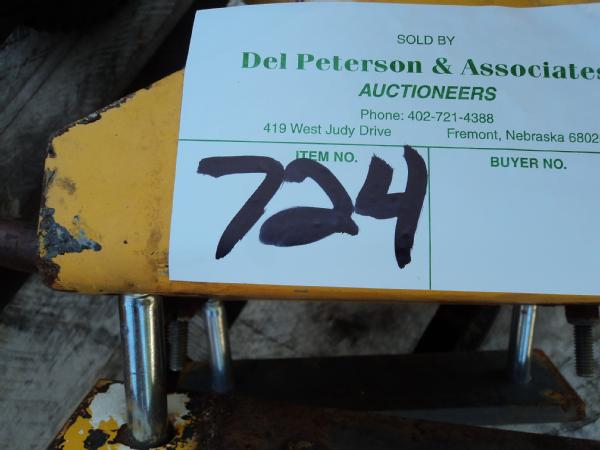 SOLD BY
Del Peterson & Associates
AUCTIONEERS
Phone: 402-721-4388
419 West Judy Drive Fremont, Nebraska 68025
ITEM NO. BUYER NO.
724